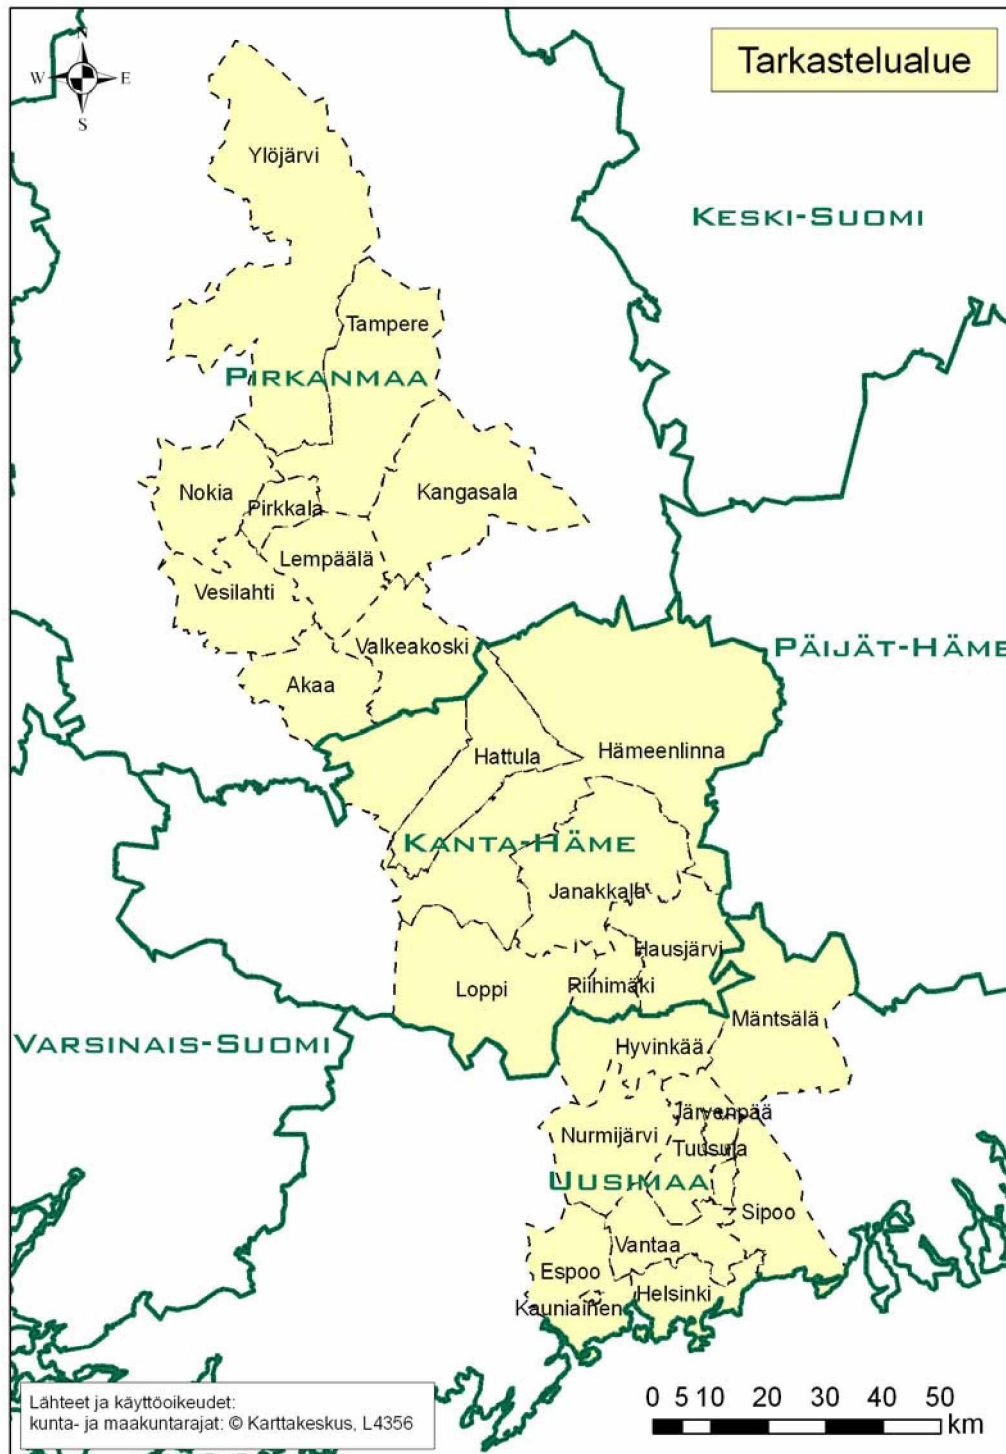 N
W E
S
Tarkastelualue
Ylöjärvi
KESKI-SUOMI
Tampere
PIRKANMAA
Nokia
Kangasala
Pirkkala
Lempäälä
Vesilahti
Valkeakoski
PÄIJÄT-HÄME
Akaa
Hattula
Hämeenlinna
KANTA-HÄME
Janakkala
Hausjärvi
Loppi
Riihimäki
Mäntsälä
VARSINAIS-SUOMI
Hyvinkää
Järvenpää
Nurmijärvi
Tuusula
UUSIMAA
Sipoo
Vantaa
Espoo
Helsinki
Kauniainen
Lähteet ja käyttöoikeudet:
kunta- ja maakuntarajat: © Karttakeskus, L4356
0 5 10 20 30 40 50
km